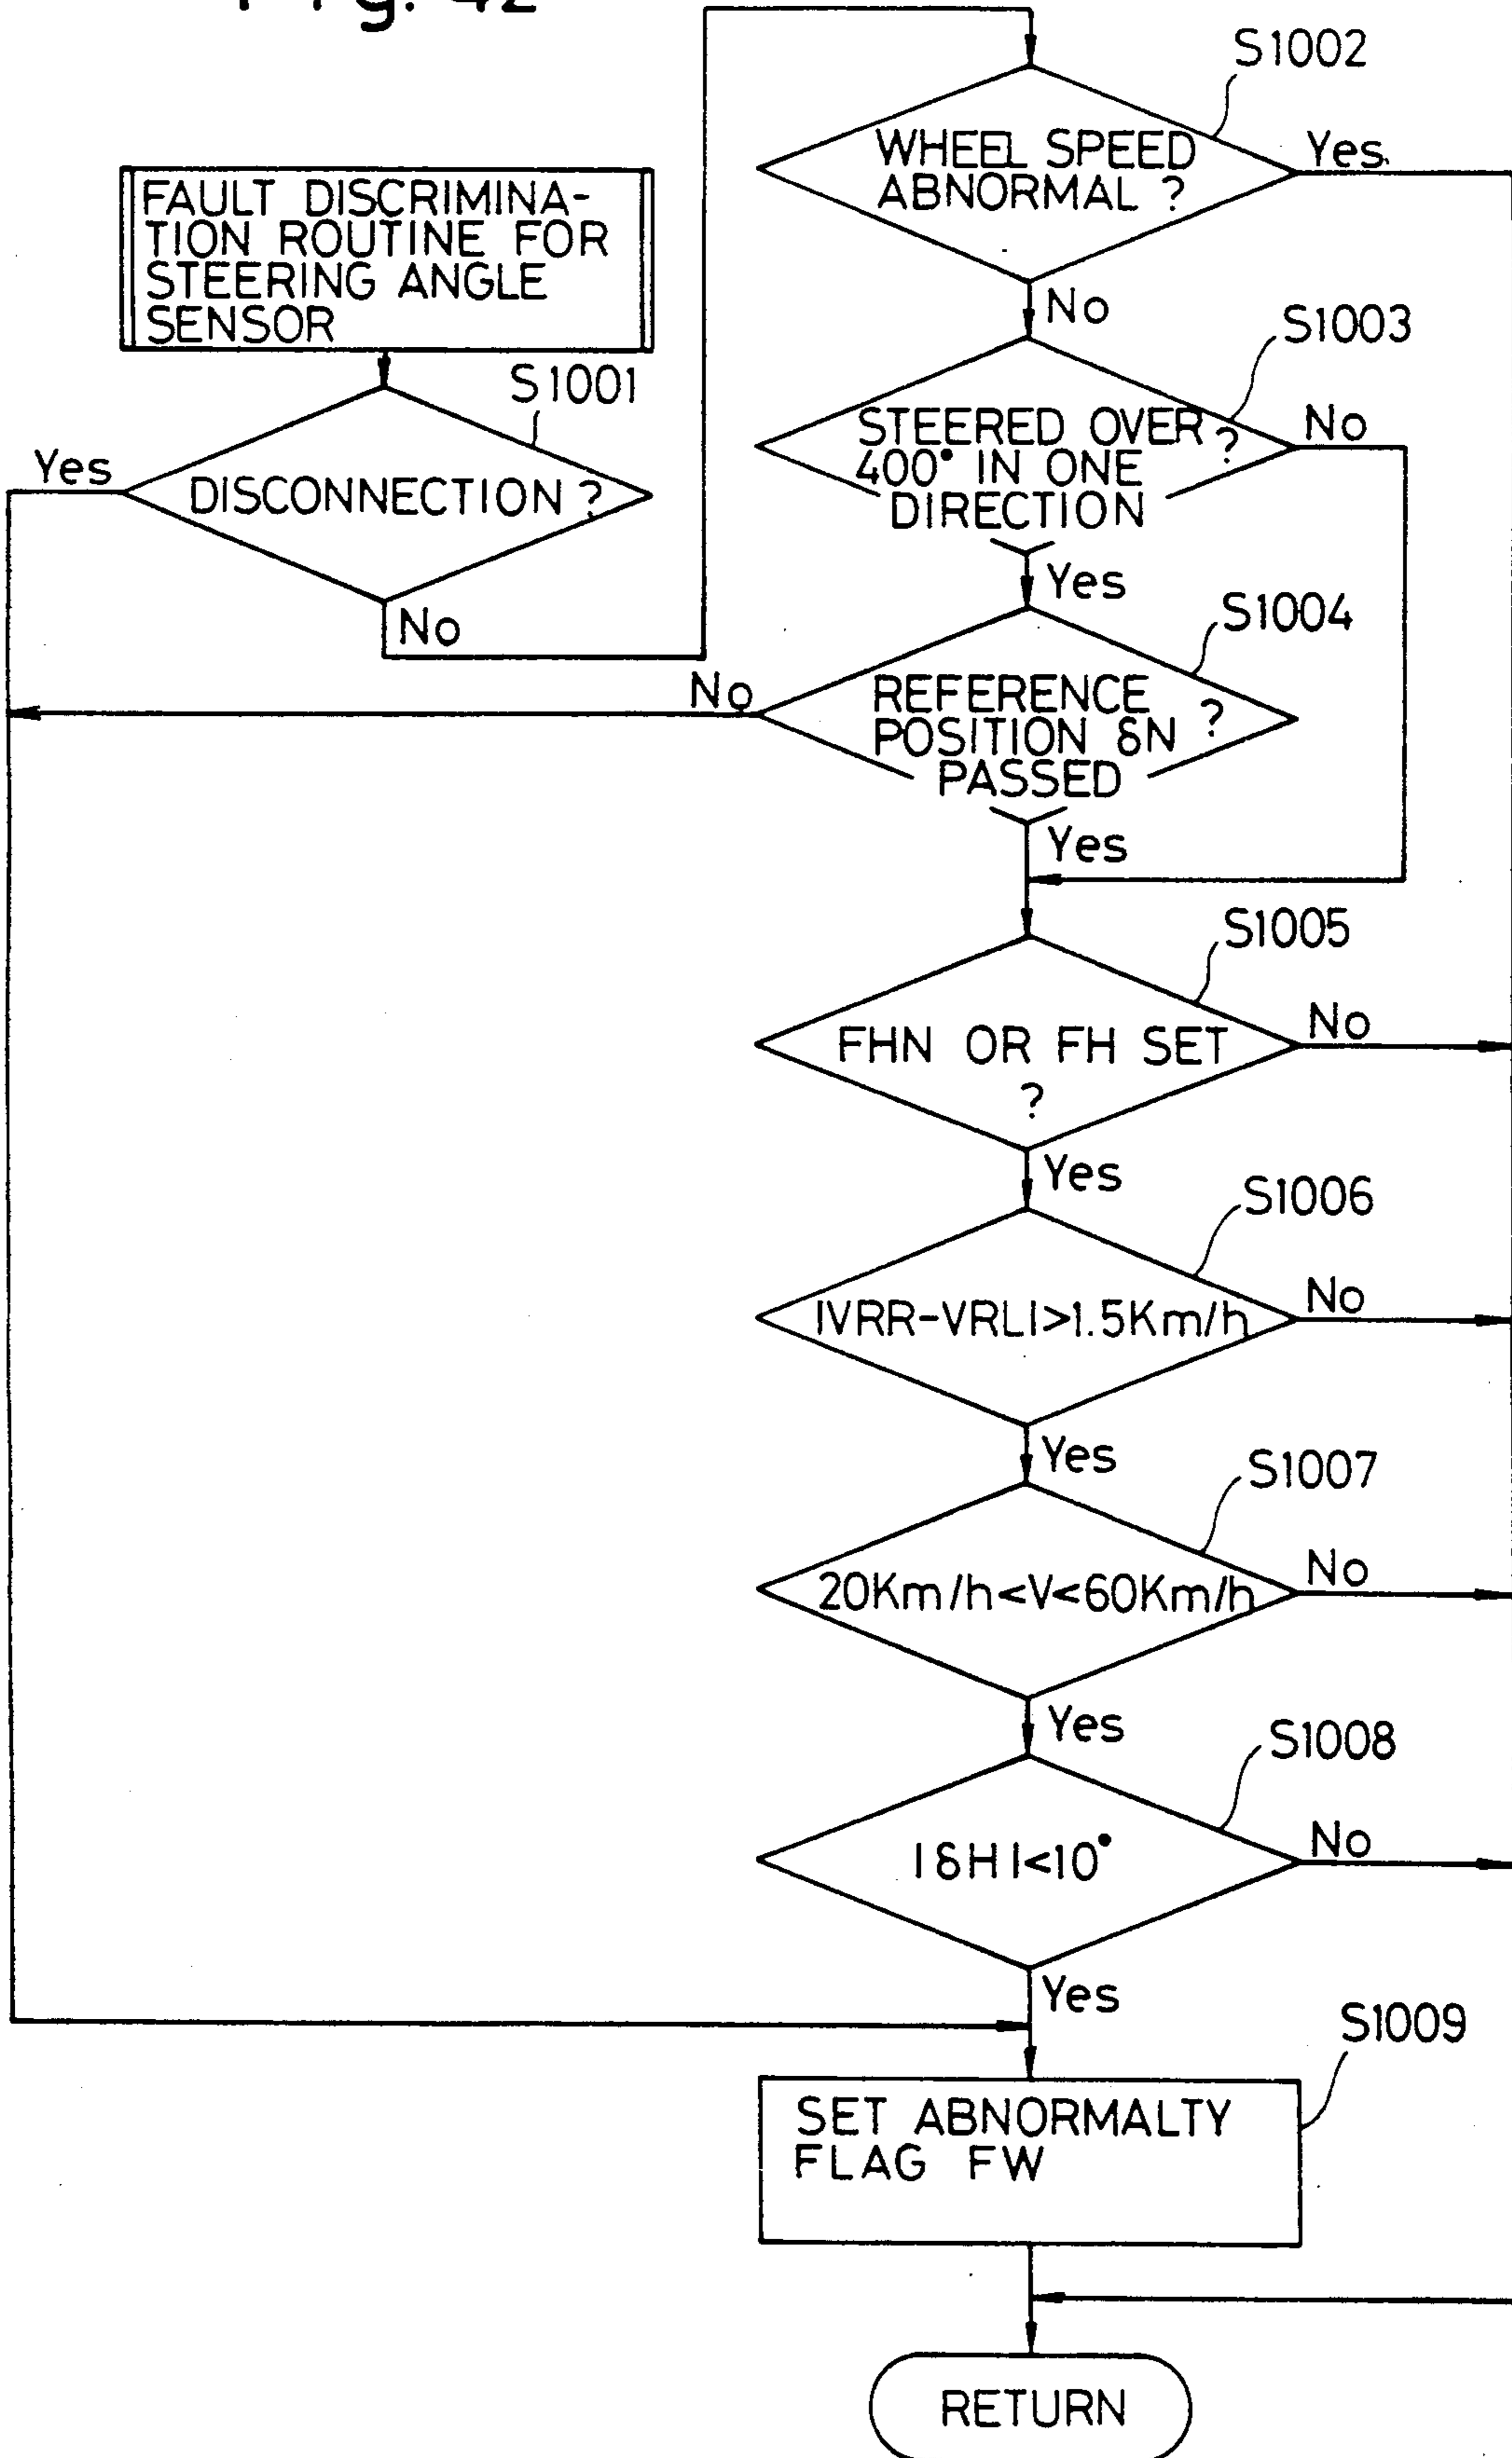 Fig. 42
FAULT DISCRIMINA-
TION ROUTINE FOR
STEERING ANGLE
SENSOR
S1001
DISCONNECTION ?
Yes
No
S1002
WHEEL SPEED
ABNORMAL ?
Yes
No
S1003
STEERED OVER
400° IN ONE ?
DIRECTION
No
Yes
S1004
REFERENCE
POSITION δN ?
PASSED
No
Yes
S1005
FHN OR FH SET
?
No
Yes
S1006
|VRR-VRL|>1.5Km/h
No
Yes
S1007
20Km/h<V<60Km/h
No
Yes
S1008
|δH|<10°
No
Yes
S1009
SET ABNORMALTY
FLAG FW
RETURN